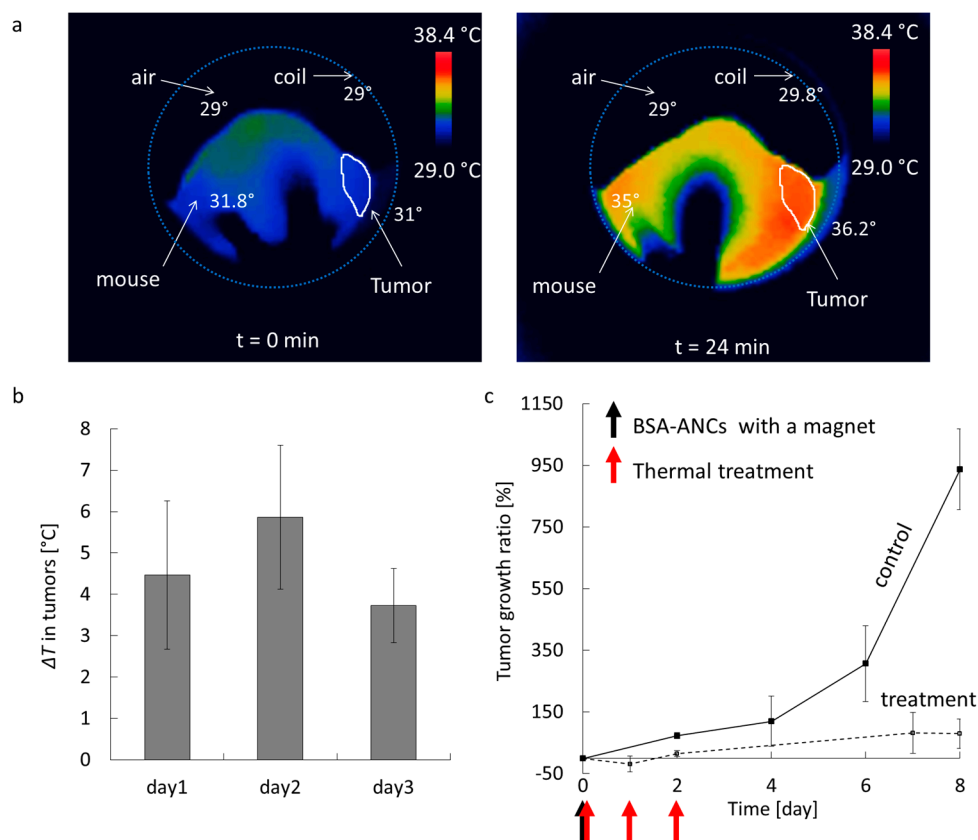 a
38.4 °C
air
coil
29°
29°
29.0 °C
31.8°
31°
mouse
Tumor
t = 0 min
38.4 °C
air
coil
29°
29.8°
29.0 °C
35°
36.2°
mouse
Tumor
t = 24 min
b
8
7
6
5
4
3
2
1
0
ΔT in tumors [°C]
day1
day2
day3
c
1150
950
750
550
350
150
-50
Tumor growth ratio [%]
BSA-ANCs with a magnet
Thermal treatment
control
treatment
0
2
4
6
8
Time [day]